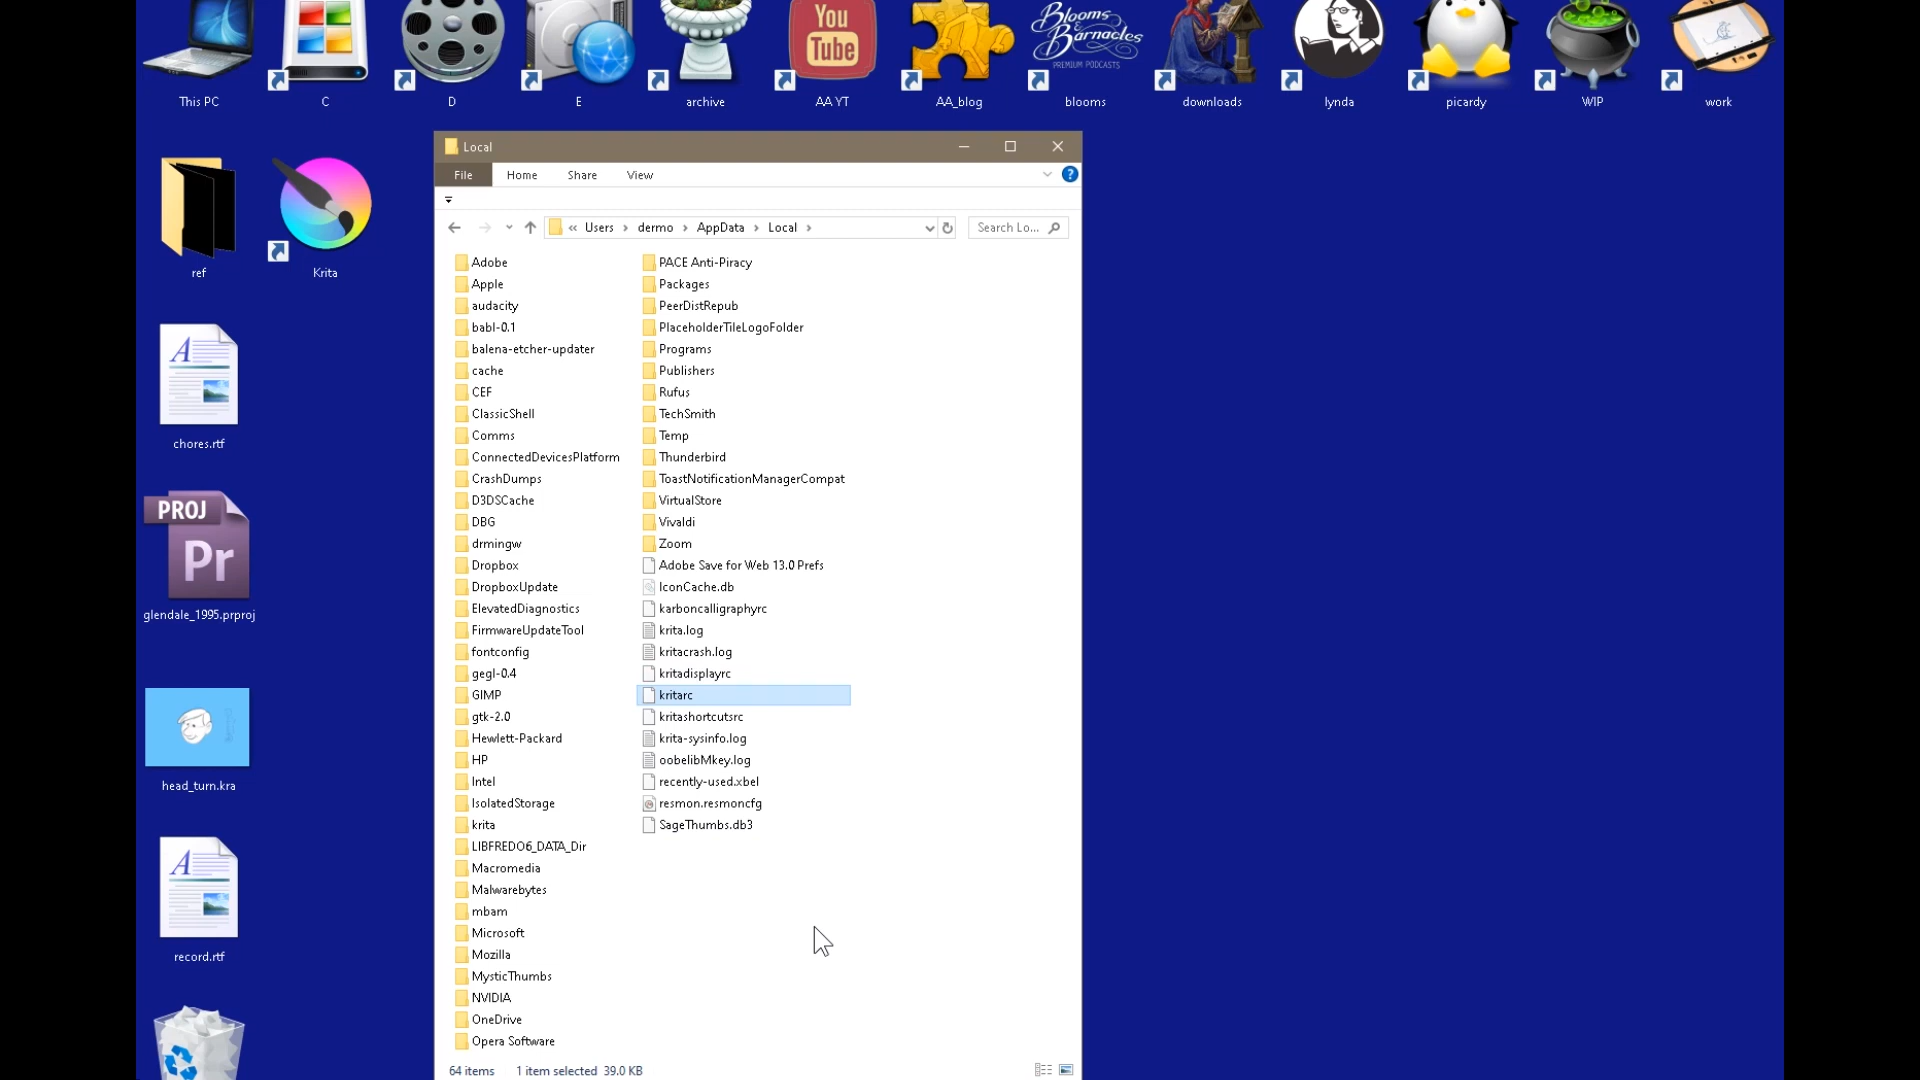 You
Tube
Blooms
& Barnacles
PREMIUM PODCASTS
This PC
C
D
E
archive
AA YT
AA_blog
blooms
downloads
lynda
picardy
WIP
work
ref
Krita
A
chores.rtf
PROJ
Pr
glendale_1995.prproj
head_turn.kra
A
record.rtf
Local
File Home Share View
?
« Users › dermo › AppData › Local ›
Search Lo...
Adobe
Apple
audacity
babl-0.1
balena-etcher-updater
cache
CEF
ClassicShell
Comms
ConnectedDevicesPlatform
CrashDumps
D3DSCache
DBG
drmingw
Dropbox
DropboxUpdate
ElevatedDiagnostics
FirmwareUpdateTool
fontconfig
gegl-0.4
GIMP
gtk-2.0
Hewlett-Packard
HP
Intel
IsolatedStorage
krita
LIBFREDO6_DATA_Dir
Macromedia
Malwarebytes
mbam
Microsoft
Mozilla
MysticThumbs
NVIDIA
OneDrive
Opera Software
PACE Anti-Piracy
Packages
PeerDistRepub
PlaceholderTileLogoFolder
Programs
Publishers
Rufus
TechSmith
Temp
Thunderbird
ToastNotificationManagerCompat
VirtualStore
Vivaldi
Zoom
Adobe Save for Web 13.0 Prefs
IconCache.db
karboncalligraphyrc
krita.log
kritacrash.log
kritadisplayrc
kritarc
kritashortcutsrc
krita-sysinfo.log
oobelibMkey.log
recently-used.xbel
resmon.resmoncfg
SageThumbs.db3
64 items 1 item selected 39.0 KB